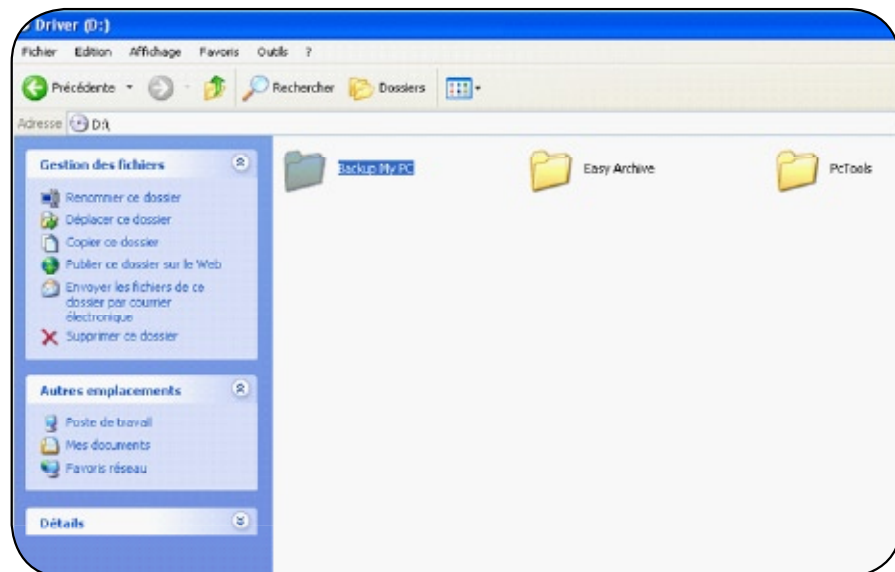 Driver (D:)
Fichier Edition Affichage Favoris Outils ?
Précédente Rechercher Dossiers
Adresse D:\
Gestion des fichiers
Renommer ce dossier
Déplacer ce dossier
Copier ce dossier
Publier ce dossier sur le Web
Envoyer les fichiers de ce
dossier par courrier
électronique
Supprimer ce dossier
Autres emplacements
Poste de travail
Mes documents
Favoris réseau
Détails
Backup My PC Easy Archive PcTools